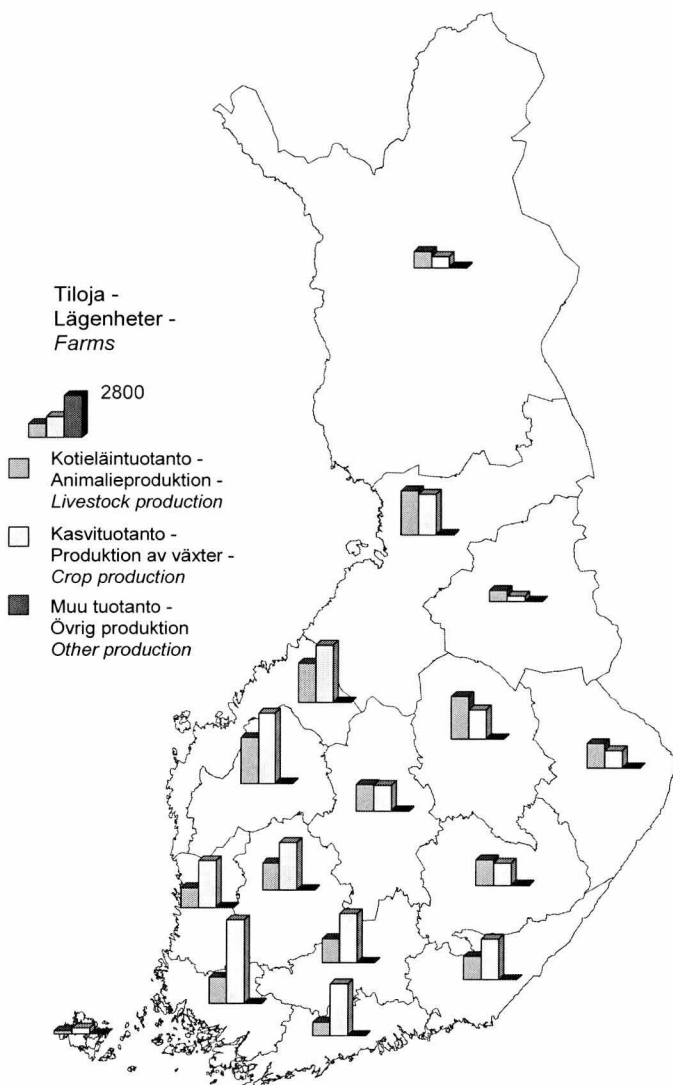 Tiloja -
Lägenheter -
Farms
2800
Kotieläintuotanto -
Animalieproduktion -
Livestock production
Kasvituotanto -
Produktion av växter -
Crop production
Muu tuotanto -
Övrig produktion
Other production